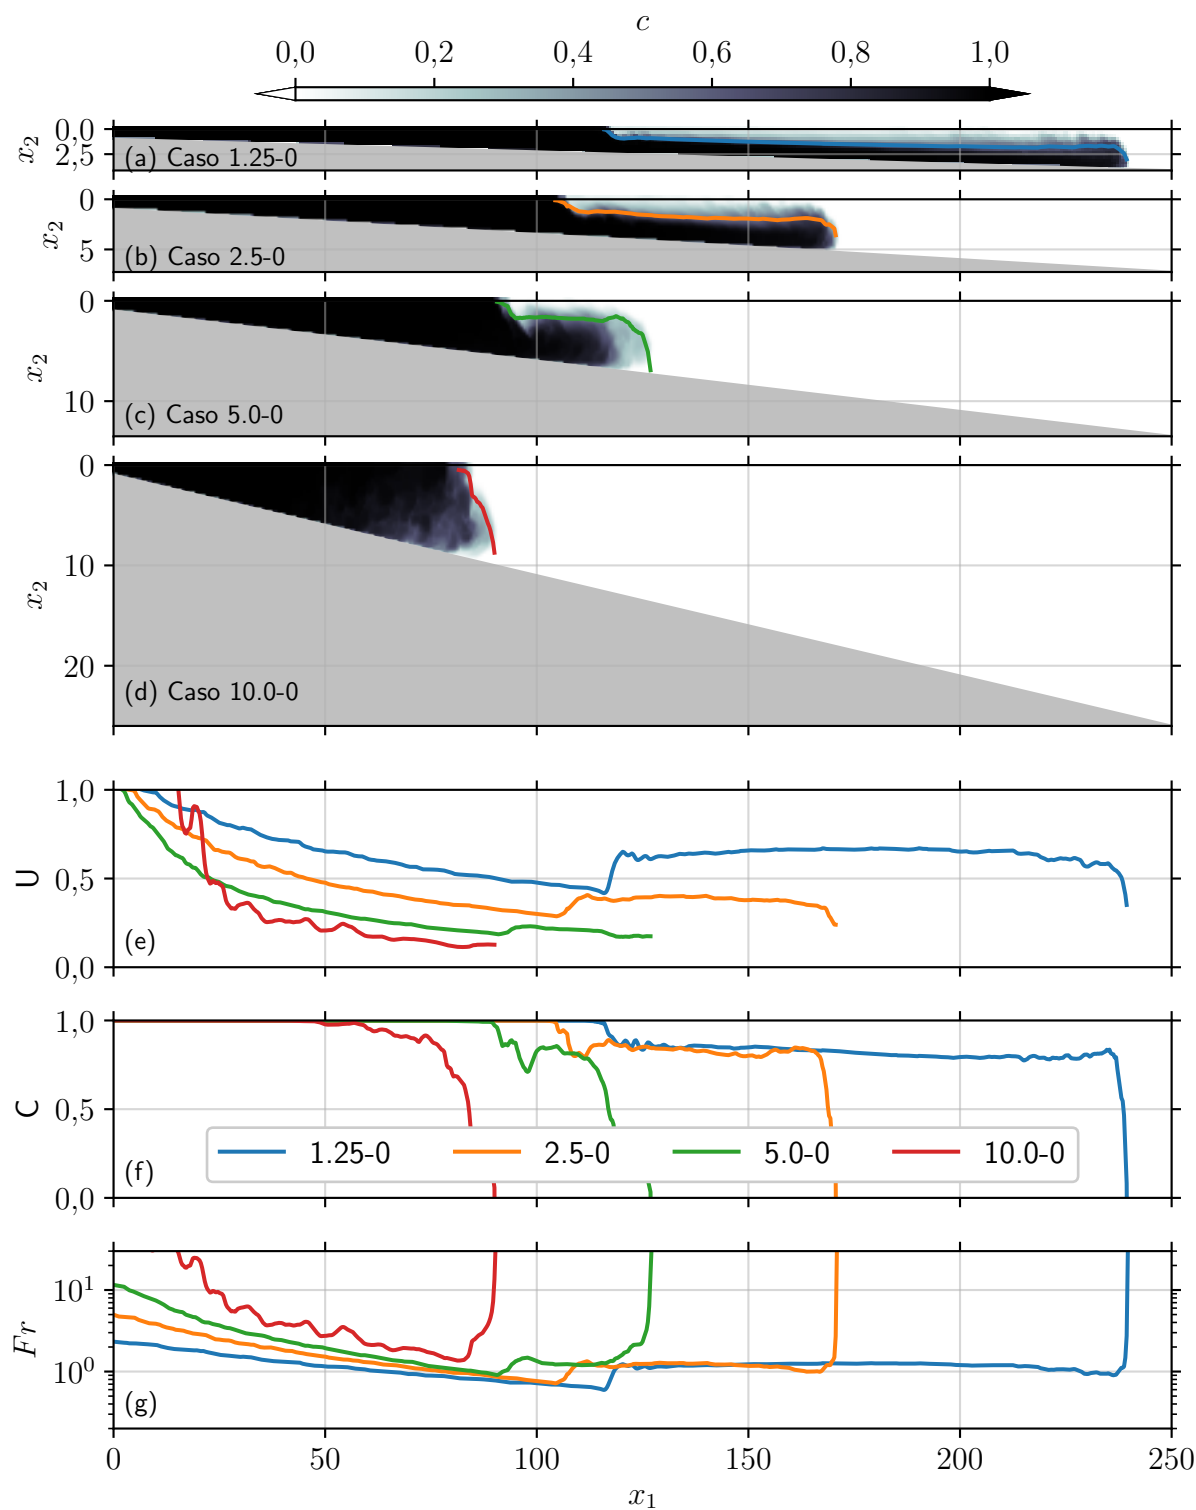 c
0,0 0,2 0,4 0,6 0,8 1,0
x2
0,0
2,5
(a) Caso 1.25-0
x2
0
5
(b) Caso 2.5-0
x2
0
10
(c) Caso 5.0-0
x2
0
10
20
(d) Caso 10.0-0
U
1,0
0,5
0,0
(e)
C
1,0
0,5
0,0
(f)
1.25-0 2.5-0 5.0-0 10.0-0
Fr
10^1
10^0
(g)
0 50 100 150 200 250
x1